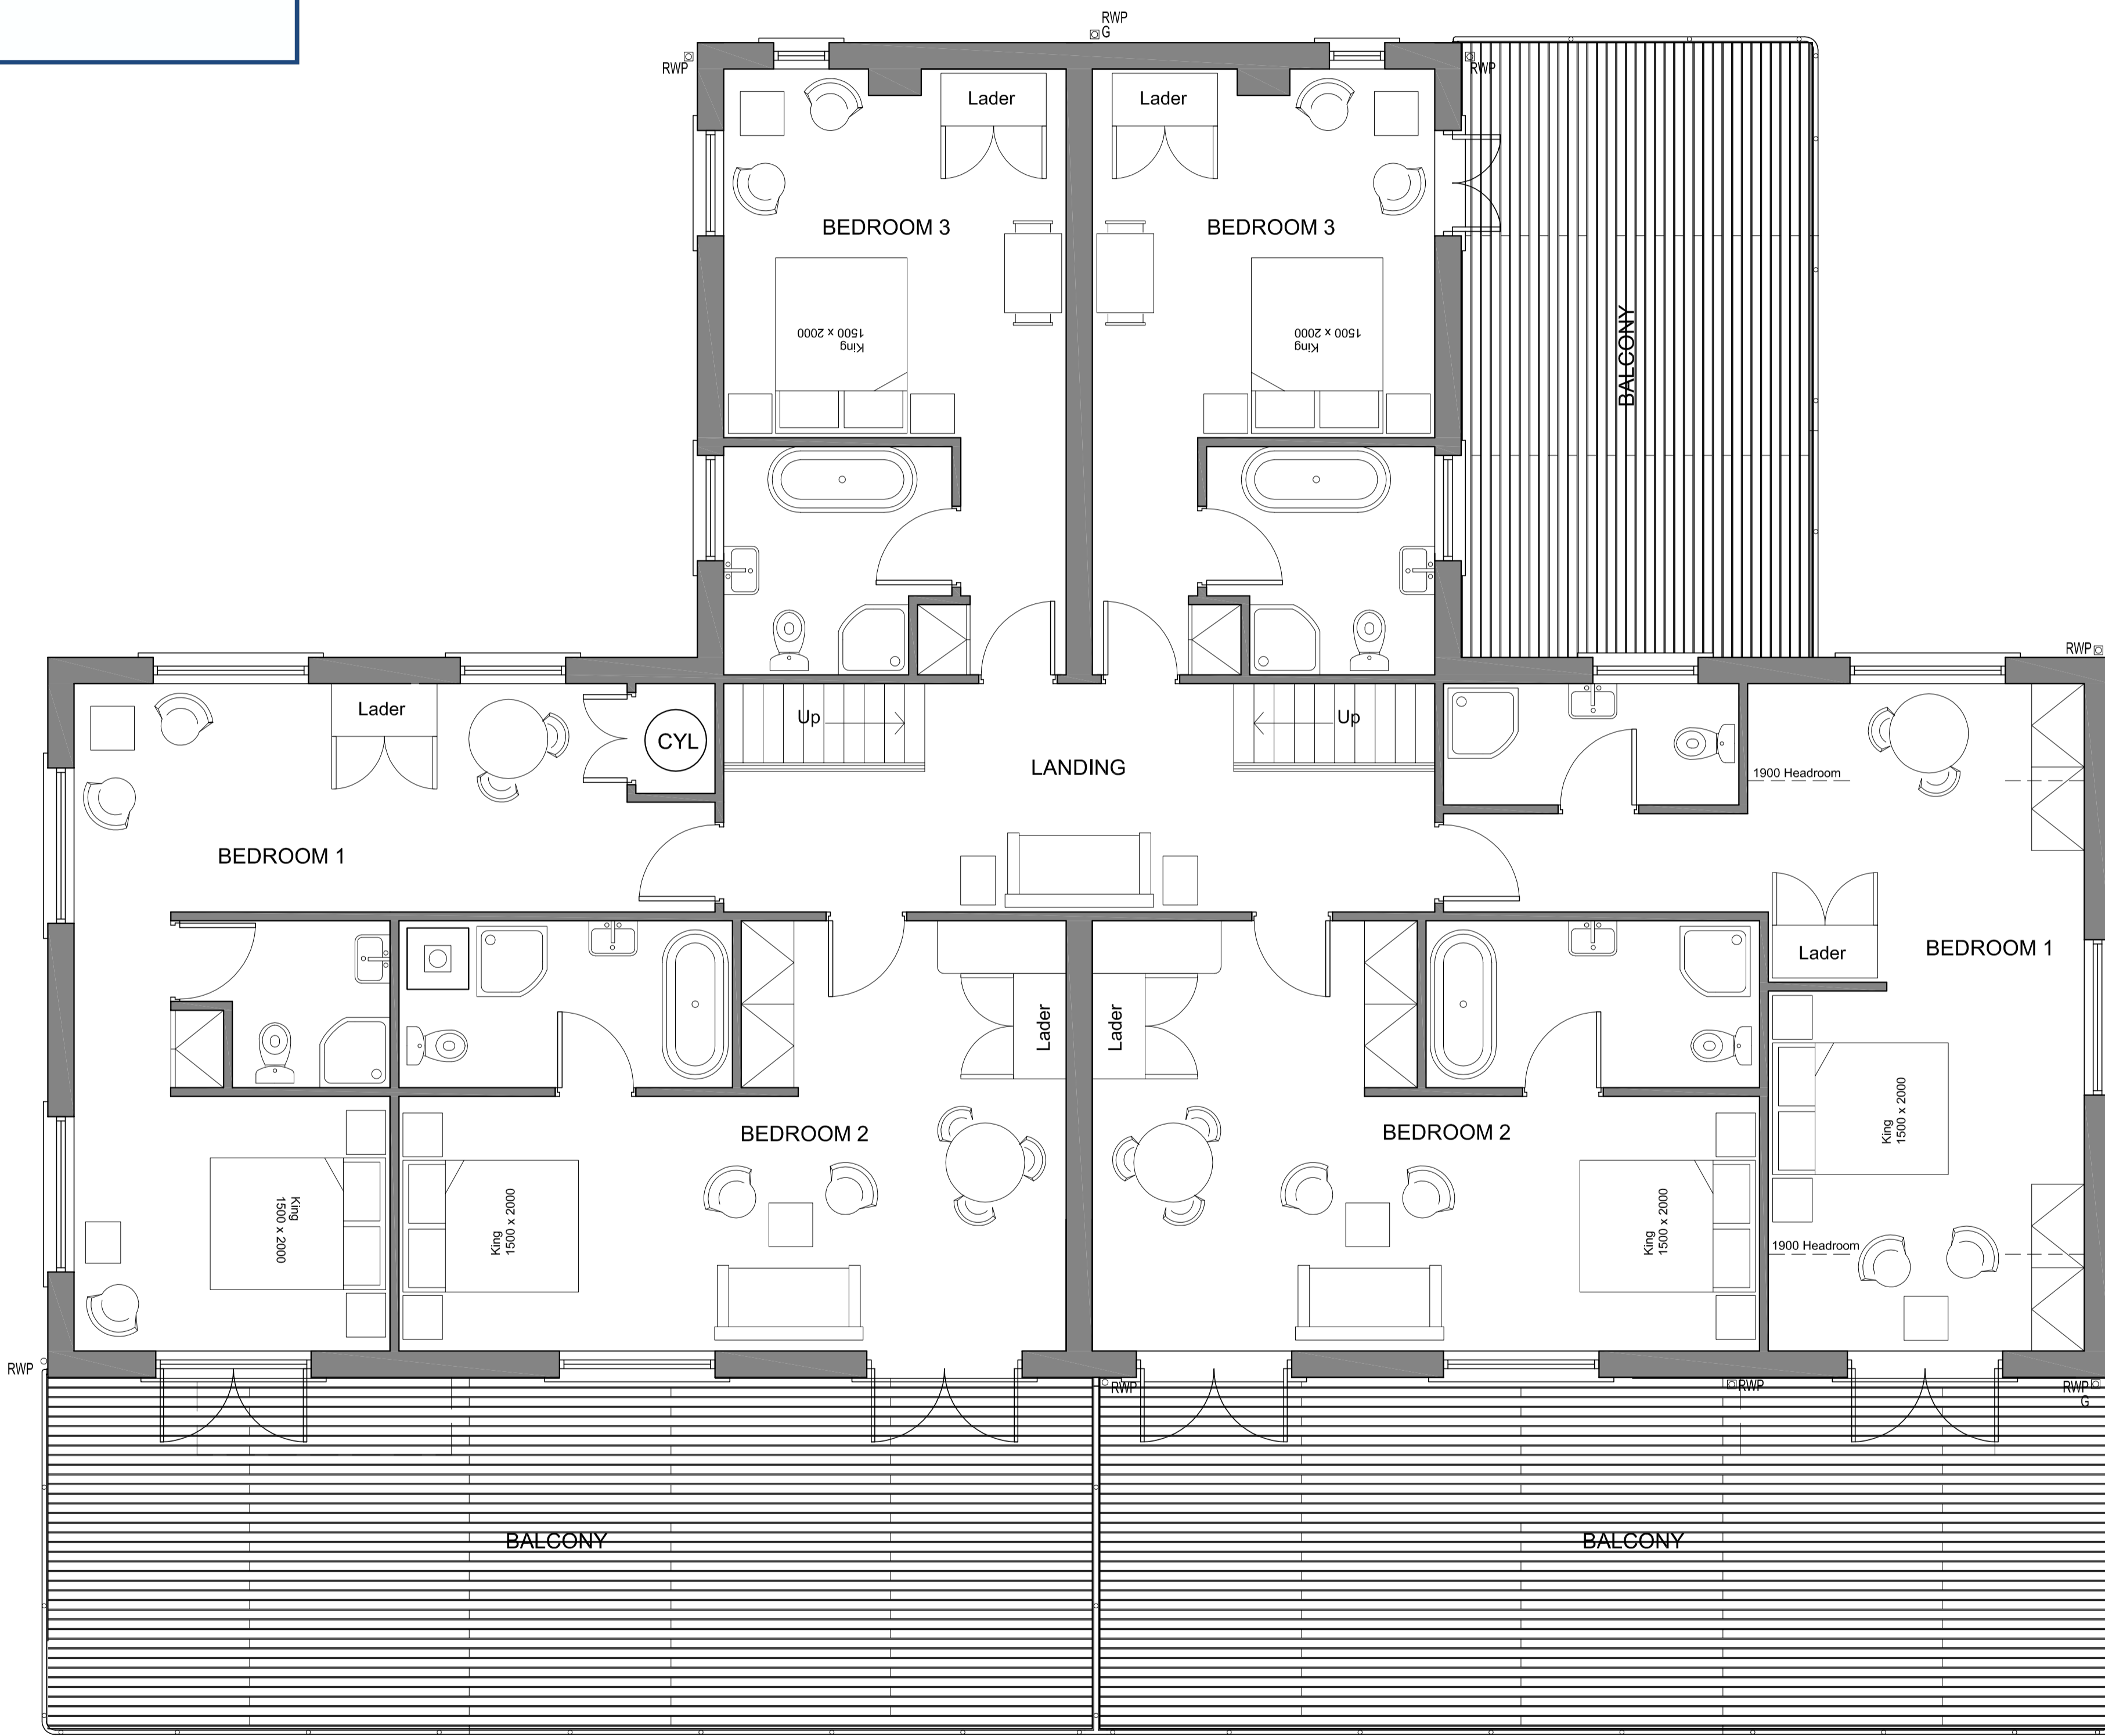 RWP
G
RWP
RWP
Lader
Lader
BEDROOM 3
BEDROOM 3
King
1500 x 2000
King
1500 x 2000
BALCONY
RWP
Lader
CYL
Up
Up
LANDING
1900 Headroom
BEDROOM 1
Lader
BEDROOM 1
Lader
Lader
BEDROOM 2
BEDROOM 2
King
1500 x 2000
King
1500 x 2000
King
1500 x 2000
King
1500 x 2000
1900 Headroom
RWP
RWP
RWP
RWP
G
BALCONY
BALCONY